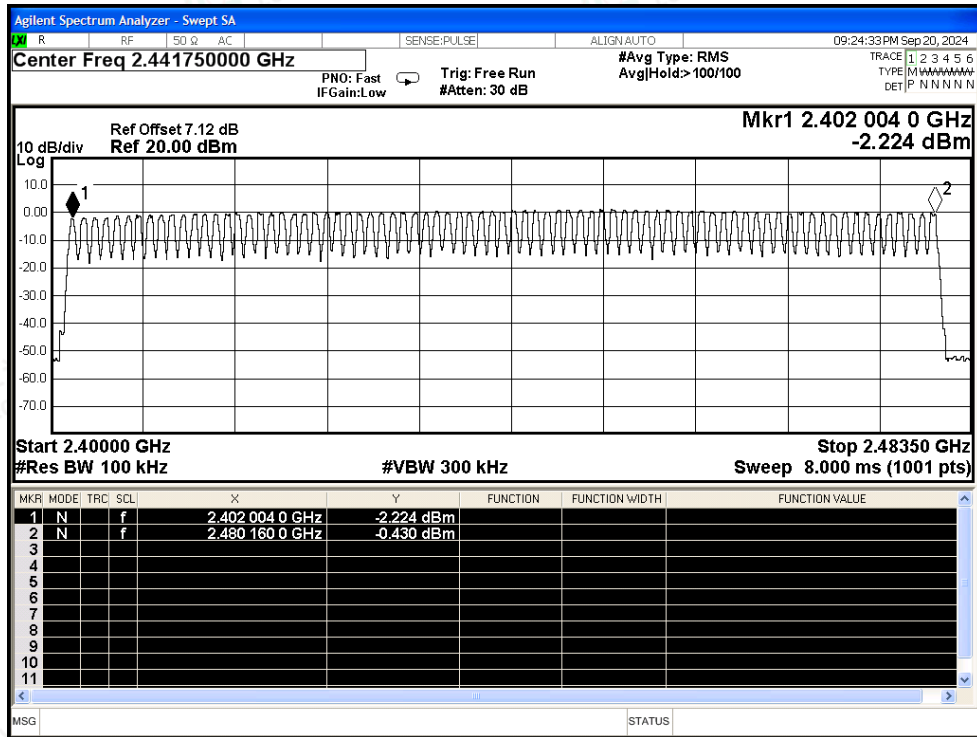 Agilent Spectrum Analyzer - Swept SA
LXI R RF 50 Ω AC SENSE:PULSE ALIGN AUTO 09:24:33 PM Sep 20, 2024
Center Freq 2.441750000 GHz
PNO: Fast
IFGain:Low
Trig: Free Run
#Atten: 30 dB
#Avg Type: RMS
Avg|Hold:>100/100
TRACE 1 2 3 4 5 6
TYPE M
DET P N N N N N
Ref Offset 7.12 dB
10 dB/div Ref 20.00 dBm
Log
Mkr1 2.402 004 0 GHz
-2.224 dBm
10.0
0.00
-10.0
-20.0
-30.0
-40.0
-50.0
-60.0
-70.0
1
2
Start 2.40000 GHz Stop 2.48350 GHz
#Res BW 100 kHz #VBW 300 kHz Sweep 8.000 ms (1001 pts)
MKR MODE TRC SCL X Y FUNCTION FUNCTION WIDTH FUNCTION VALUE
1 N f 2.402 004 0 GHz -2.224 dBm
2 N f 2.480 160 0 GHz -0.430 dBm
3
4
5
6
7
8
9
10
11
MSG STATUS